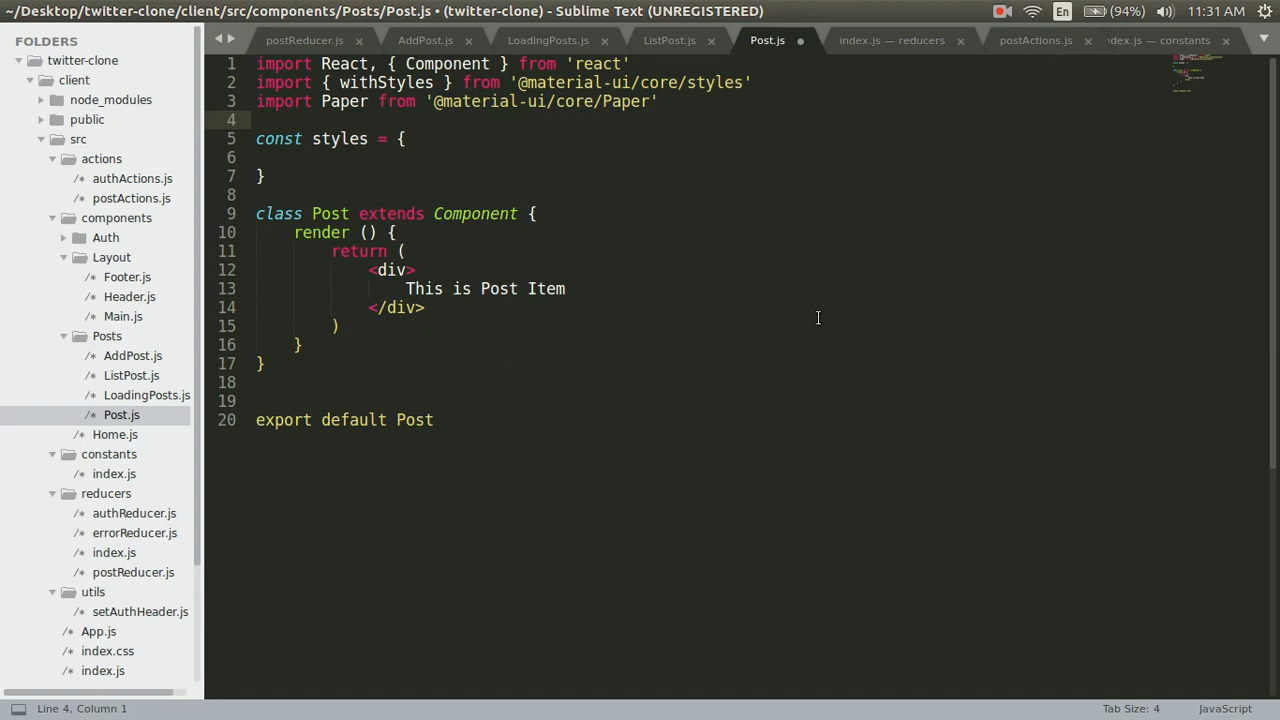 ~/Desktop/twitter-clone/client/src/components/Posts/Post.js • (twitter-clone) - Sublime Text (UNREGISTERED)
En
(94%)
11:31 AM
FOLDERS
twitter-clone
client
node_modules
public
src
actions
authActions.js
postActions.js
components
Auth
Layout
Footer.js
Header.js
Main.js
Posts
AddPost.js
ListPost.js
LoadingPosts.js
Post.js
Home.js
constants
index.js
reducers
authReducer.js
errorReducer.js
index.js
postReducer.js
utils
setAuthHeader.js
App.js
index.css
index.js
postReducer.js
AddPost.js
LoadingPosts.js
ListPost.js
Post.js
index.js — reducers
postActions.js
dex.js — constants
1 import React, { Component } from 'react'
2 import { withStyles } from '@material-ui/core/styles'
3 import Paper from '@material-ui/core/Paper'
4
5 const styles = {
6
7 }
8
9 class Post extends Component {
10 render () {
11 return (
12 <div>
13 This is Post Item
14 </div>
15 )
16 }
17 }
18
19
20 export default Post
Line 4, Column 1
Tab Size: 4
JavaScript